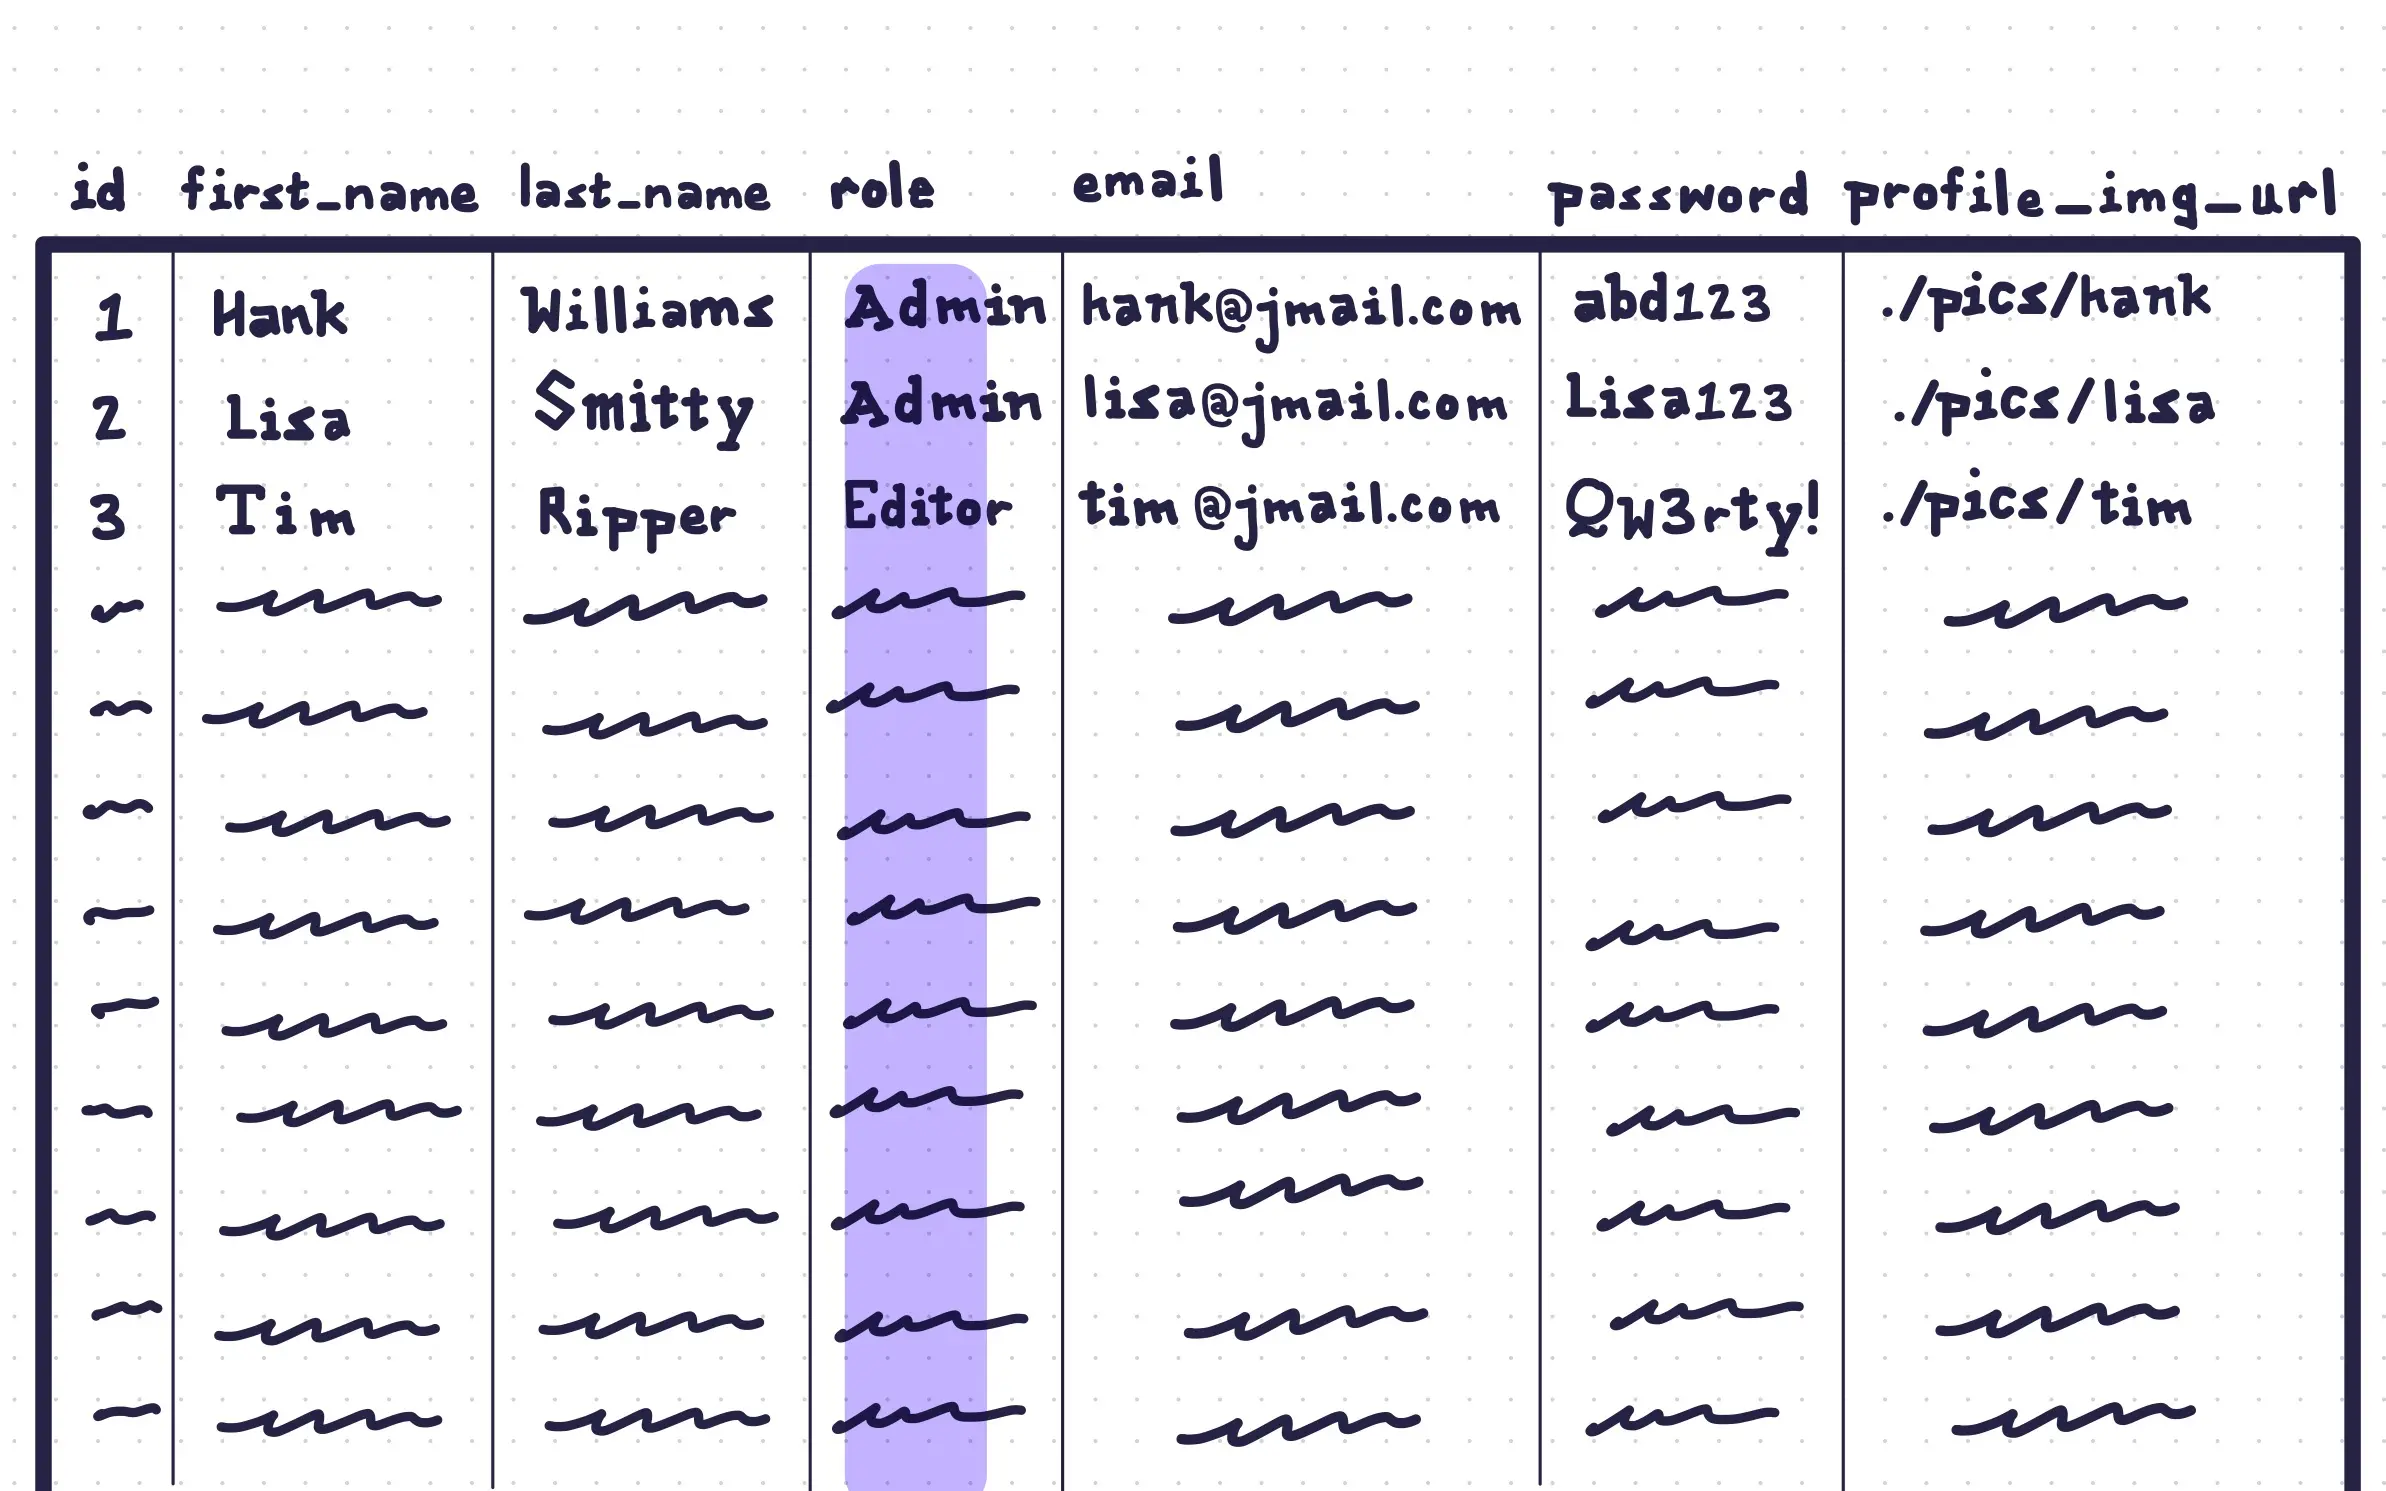 id first_name last_name role email password profile_img_url
1 Hank Williams Admin hank@jmail.com abd123 ./pics/hank
2 Lisa Smitty Admin lisa@jmail.com Lisa123 ./pics/lisa
3 Tim Ripper Editor tim@jmail.com Qw3rty! ./pics/tim